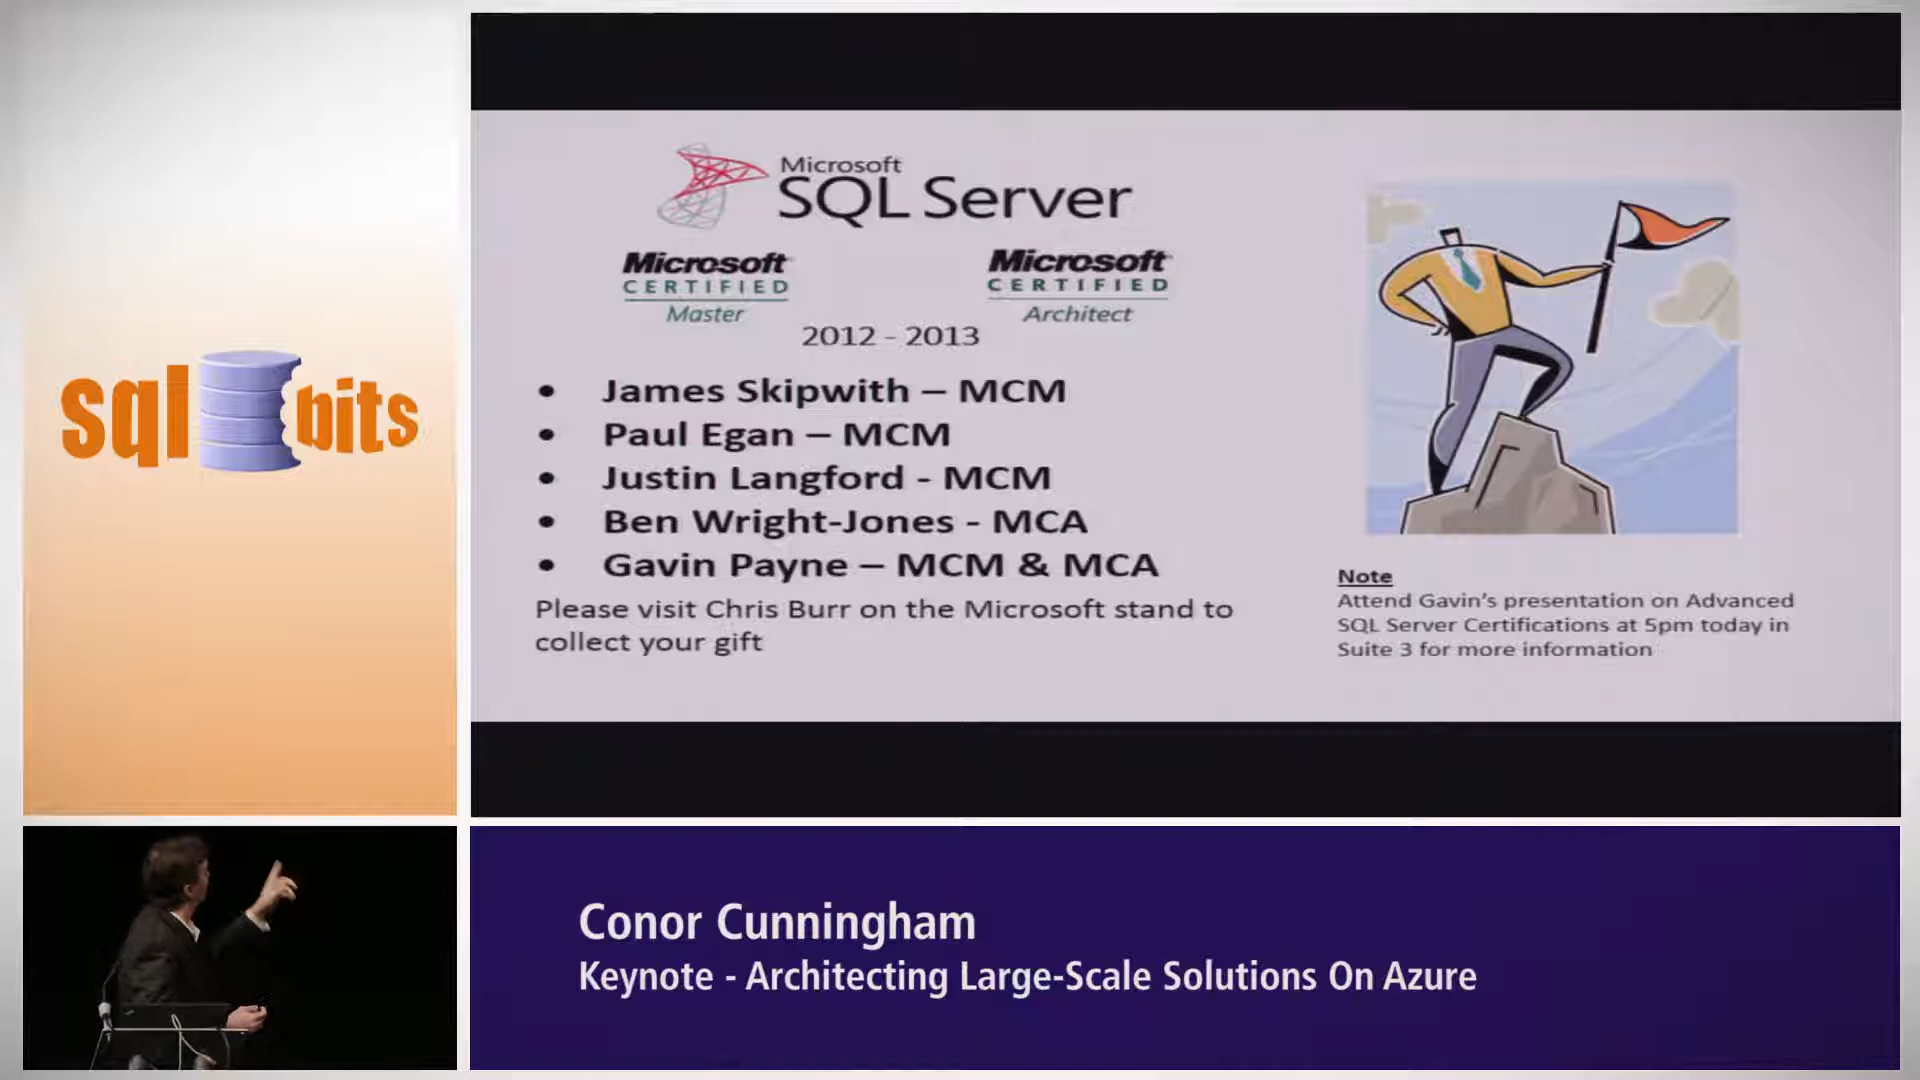 sql bits
Microsoft
SQL Server
Microsoft
CERTIFIED
Master
Microsoft
CERTIFIED
Architect
2012 - 2013
• James Skipwith – MCM
• Paul Egan – MCM
• Justin Langford - MCM
• Ben Wright-Jones - MCA
• Gavin Payne – MCM & MCA
Please visit Chris Burr on the Microsoft stand to
collect your gift
Note
Attend Gavin's presentation on Advanced
SQL Server Certifications at 5pm today in
Suite 3 for more information
Conor Cunningham
Keynote - Architecting Large-Scale Solutions On Azure